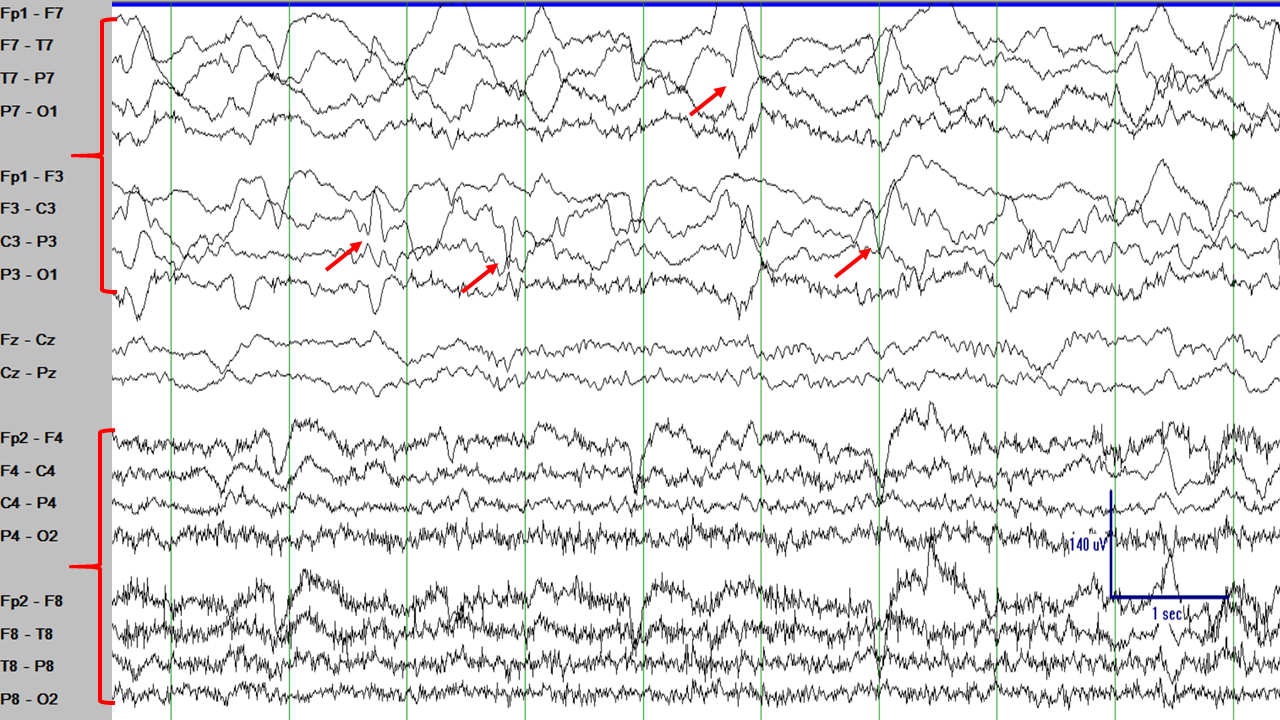 Fp1 - F7
F7 - T7
T7 - P7
P7 - O1
Fp1 - F3
F3 - C3
C3 - P3
P3 - O1
Fz - Cz
Cz - Pz
Fp2 - F4
F4 - C4
C4 - P4
P4 - O2
140 uV
Fp2 - F8
1 sec
F8 - T8
T8 - P8
P8 - O2